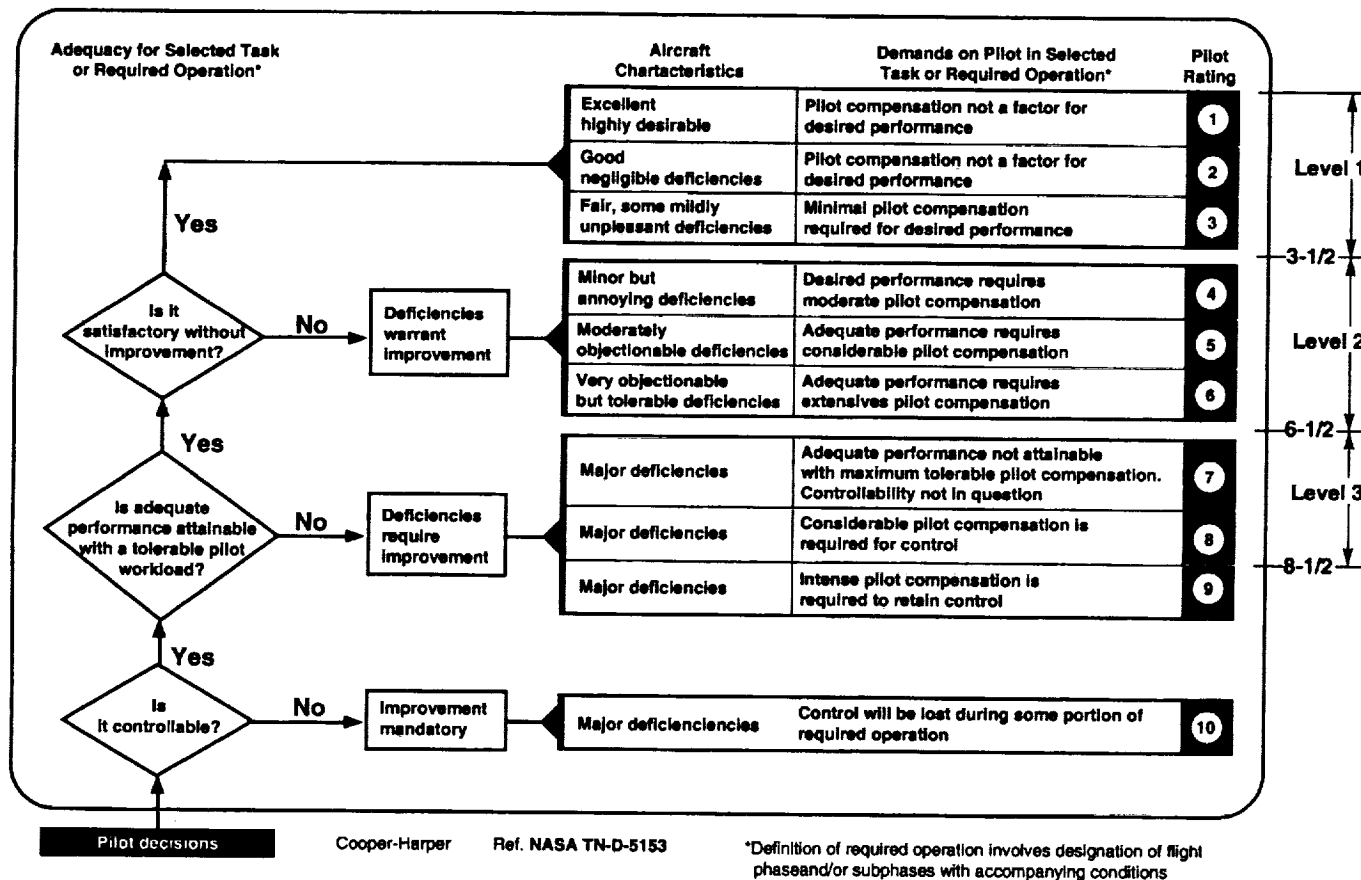 Adequacy for Selected Task
or Required Operation*
Aircraft
Chartacteristics
Demands on Pilot in Selected
Task or Required Operation*
Pilot
Rating
Excellent
highly desirable
Pilot compensation not a factor for
desired performance
1
Good
negligible deficiencies
Pilot compensation not a factor for
desired performance
2
Fair, some mildly
unpleasant deficiencies
Minimal pilot compensation
required for desired performance
3
Level 1
3-1/2
Yes
Is it
satisfactory without
improvement?
No
Deficiencies
warrant
improvement
Minor but
annoying deficiencies
Desired performance requires
moderate pilot compensation
4
Moderately
objectionable deficiencies
Adequate performance requires
considerable pilot compensation
5
Very objectionable
but tolerable deficiencies
Adequate performance requires
extensives pilot compensation
6
Level 2
6-1/2
Yes
Is adequate
performance attainable
with a tolerable pilot
workload?
No
Deficiencies
require
improvement
Major deficiencies
Adequate performance not attainable
with maximum tolerable pilot compensation.
Controllability not in question
7
Major deficiencies
Considerable pilot compensation is
required for control
8
Level 3
8-1/2
Major deficiencies
Intense pilot compensation is
required to retain control
9
Yes
Is
it controllable?
No
Improvement
mandatory
Major deficienciencies
Control will be lost during some portion of
required operation
10
Pilot decisions
Cooper-Harper Ref. NASA TN-D-5153
*Definition of required operation involves designation of flight
phaseand/or subphases with accompanying conditions